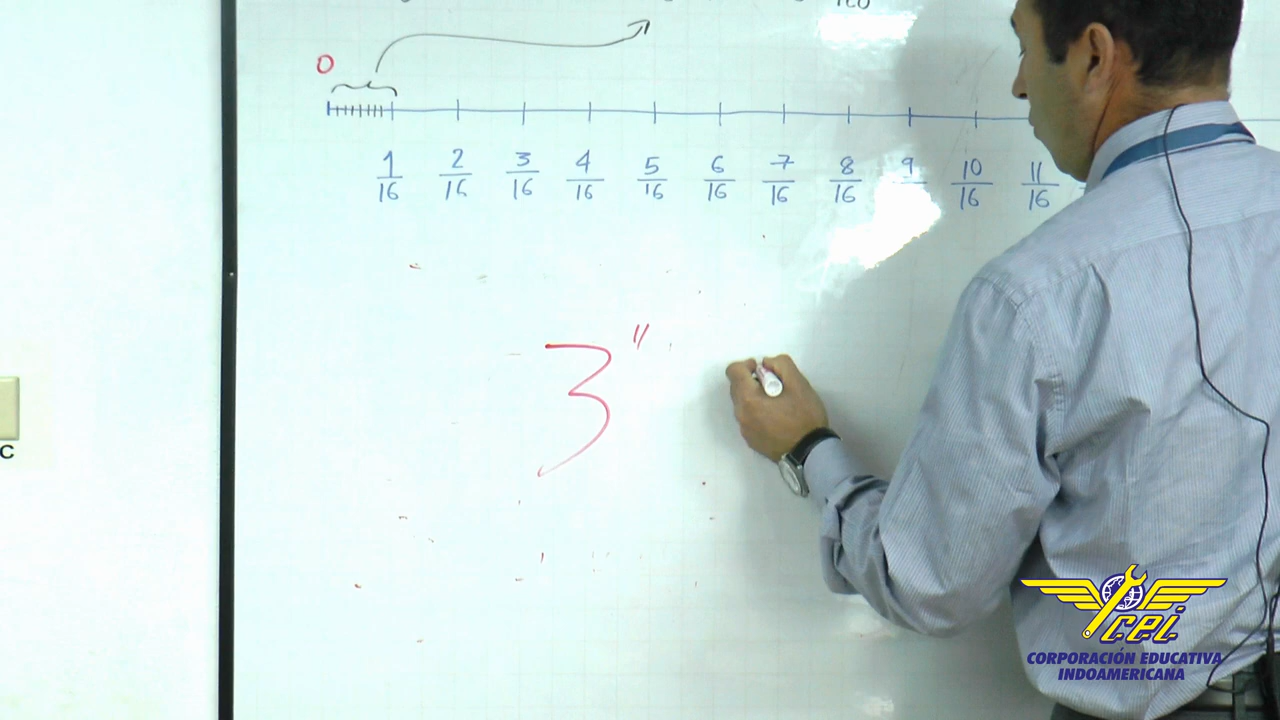 0
1/16 2/16 3/16 4/16 5/16 6/16 7/16 8/16 9 10/16 11/16
3"
C
cei
CORPORACIÓN EDUCATIVA
INDOAMERICANA